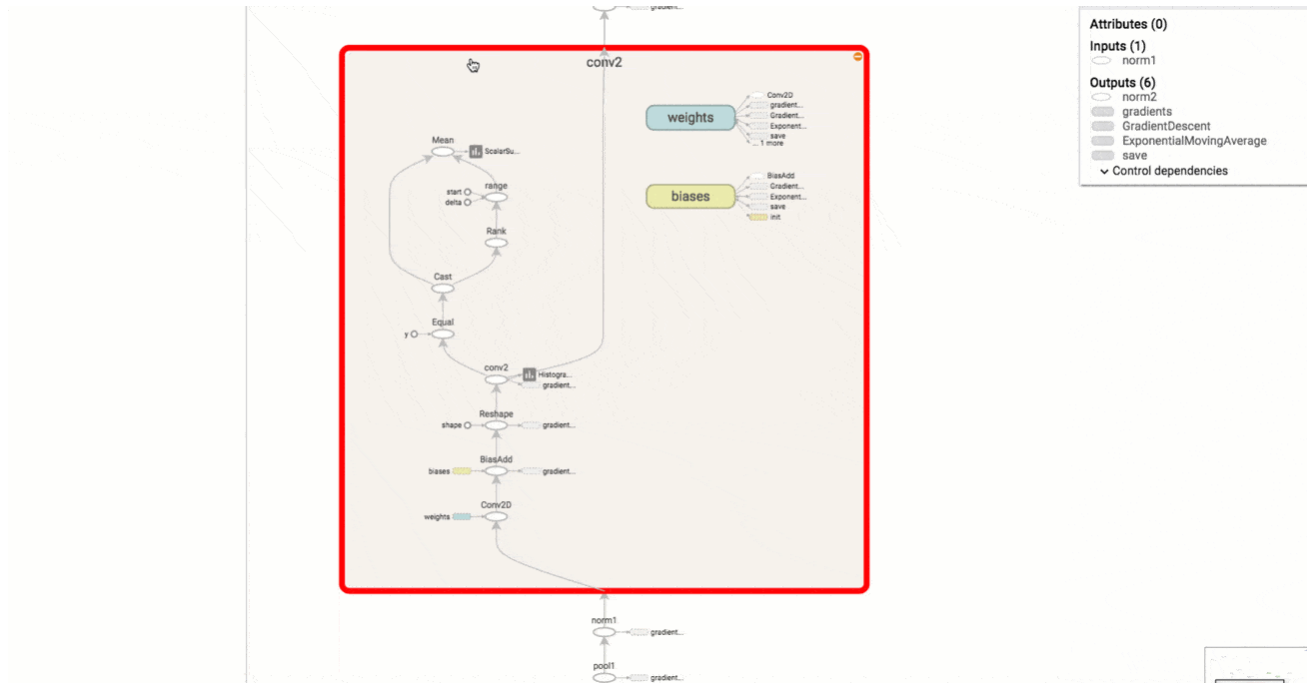 gradient...
conv2
weights
Conv2D
gradient...
Gradient...
Exponent...
save
... 1 more
biases
BiasAdd
Gradient...
Exponent...
save
init
Mean
ScalarSu...
range
start
delta
Rank
Cast
Equal
y
conv2
Histogra...
gradient...
Reshape
shape
gradient...
BiasAdd
biases
gradient...
Conv2D
weights
norm1
gradient...
pool1
gradient...
Attributes (0)
Inputs (1)
norm1
Outputs (6)
norm2
gradients
GradientDescent
ExponentialMovingAverage
save
Control dependencies